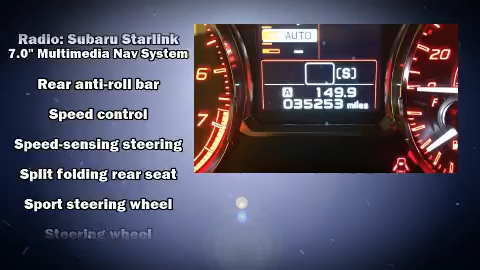 Radio: Subaru Starlink
7.0" Multimedia Nav System
Rear anti-roll bar
Speed control
Speed-sensing steering
Split folding rear seat
Sport steering wheel
Steering wheel
AUTO
[S]
A 149.9
035253 miles
6
7
20